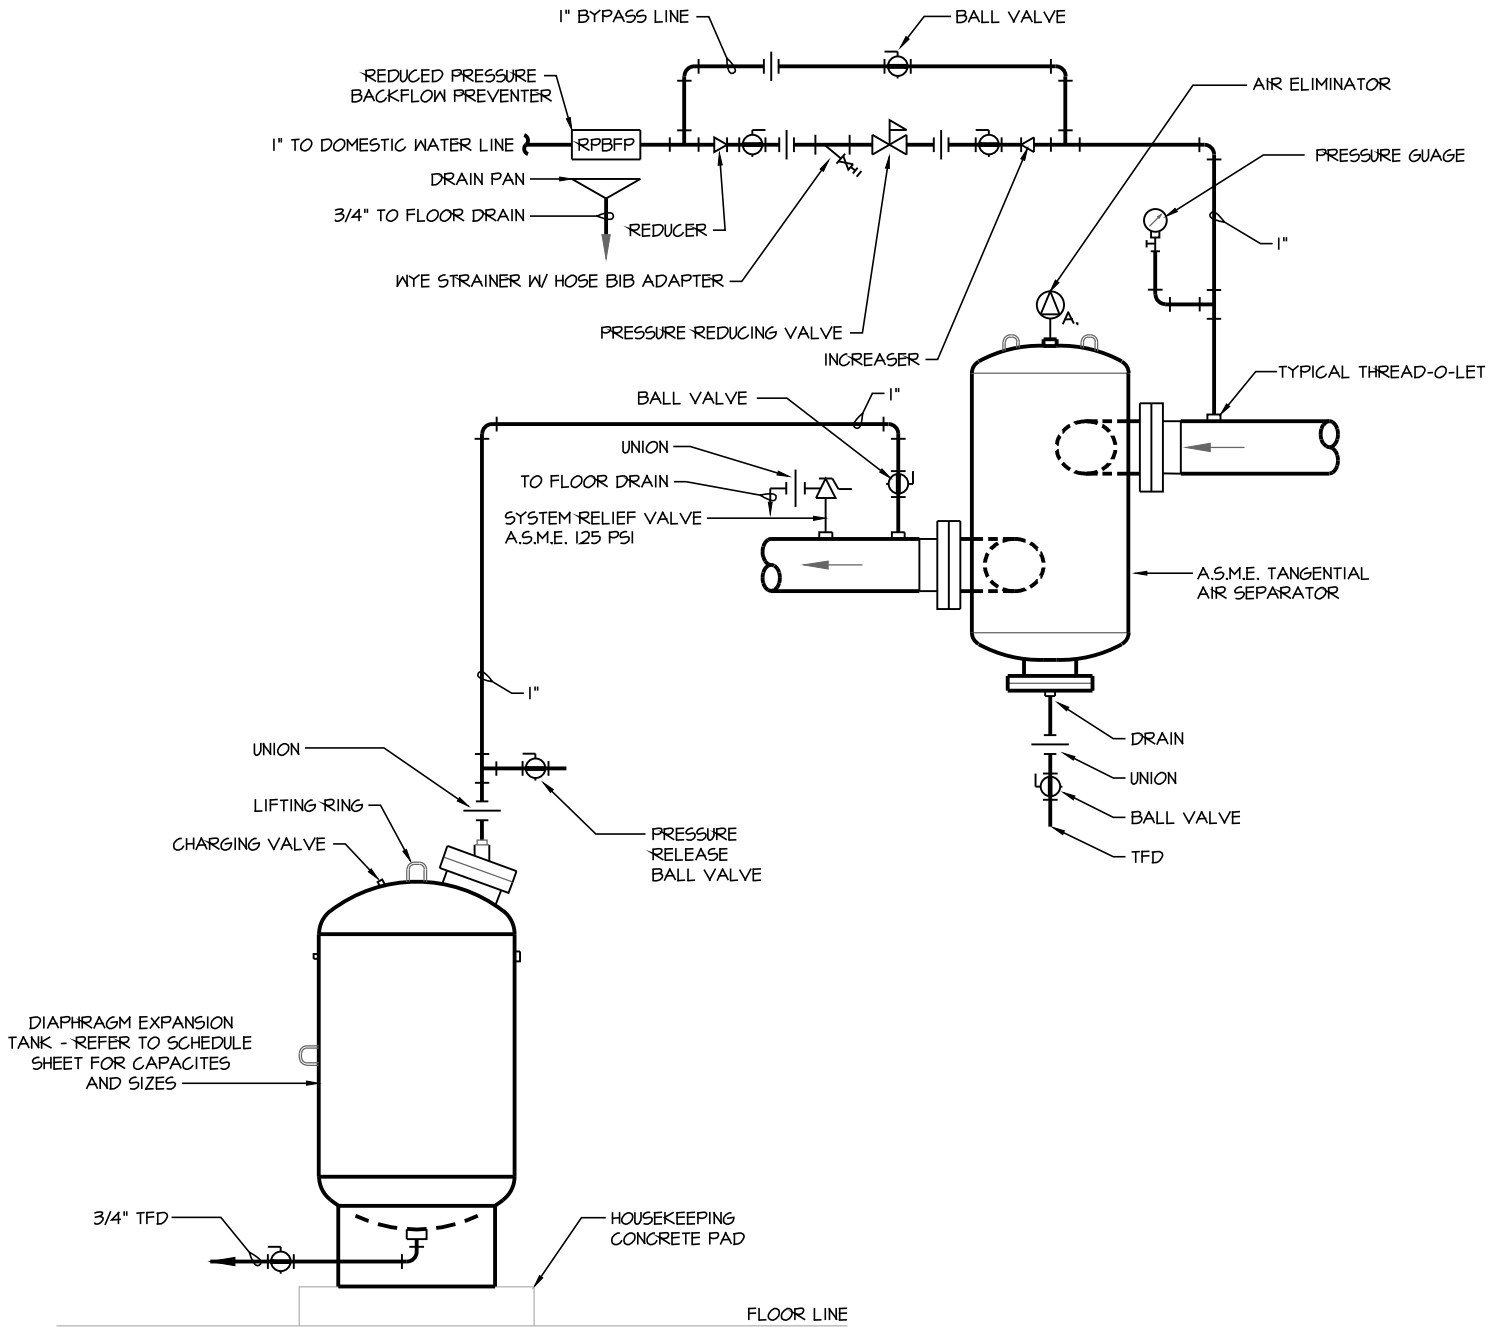 1" BYPASS LINE
BALL VALVE
REDUCED PRESSURE
BACKFLOW PREVENTER
AIR ELIMINATOR
1" TO DOMESTIC WATER LINE
RPBFP
PRESSURE GUAGE
DRAIN PAN
3/4" TO FLOOR DRAIN
REDUCER
1"
WYE STRAINER W/ HOSE BIB ADAPTER
A.
PRESSURE REDUCING VALVE
INCREASER
TYPICAL THREAD-O-LET
BALL VALVE
1"
UNION
TO FLOOR DRAIN
SYSTEM RELIEF VALVE
A.S.M.E. 125 PSI
A.S.M.E. TANGENTIAL
AIR SEPARATOR
1"
DRAIN
UNION
UNION
BALL VALVE
LIFTING RING
CHARGING VALVE
PRESSURE
RELEASE
BALL VALVE
TFD
DIAPHRAGM EXPANSION
TANK - REFER TO SCHEDULE
SHEET FOR CAPACITES
AND SIZES
3/4" TFD
HOUSEKEEPING
CONCRETE PAD
FLOOR LINE